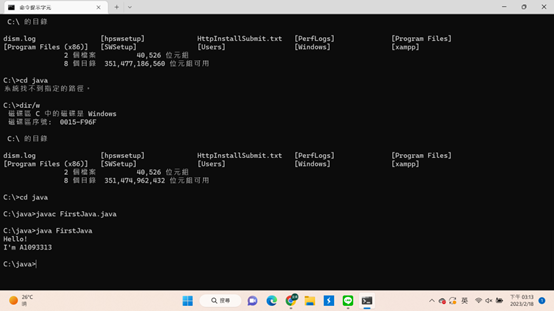 命令提示字元
C:\ 的目錄
dism.log [hpswsetup] HttpInstallSubmit.txt [PerfLogs] [Program Files]
[Program Files (x86)] [SWSetup] [Users] [Windows] [xampp]
2 個檔案 40,526 位元組
8 個目錄 351,477,186,560 位元組可用
C:\>cd java
系統找不到指定的路徑。
C:\>dir/w
磁碟區 C 中的磁碟是 Windows
磁碟區序號: 0015-F96F
C:\ 的目錄
dism.log [hpswsetup] HttpInstallSubmit.txt [PerfLogs] [Program Files]
[Program Files (x86)] [SWSetup] [Users] [Windows] [xampp]
2 個檔案 40,526 位元組
8 個目錄 351,474,962,432 位元組可用
C:\>cd java
C:\java>javac FirstJava.java
C:\java>java FirstJava
Hello!
I'm A1093313
C:\java>
26°C
晴
搜尋
英
下午 03:13
2023/2/18